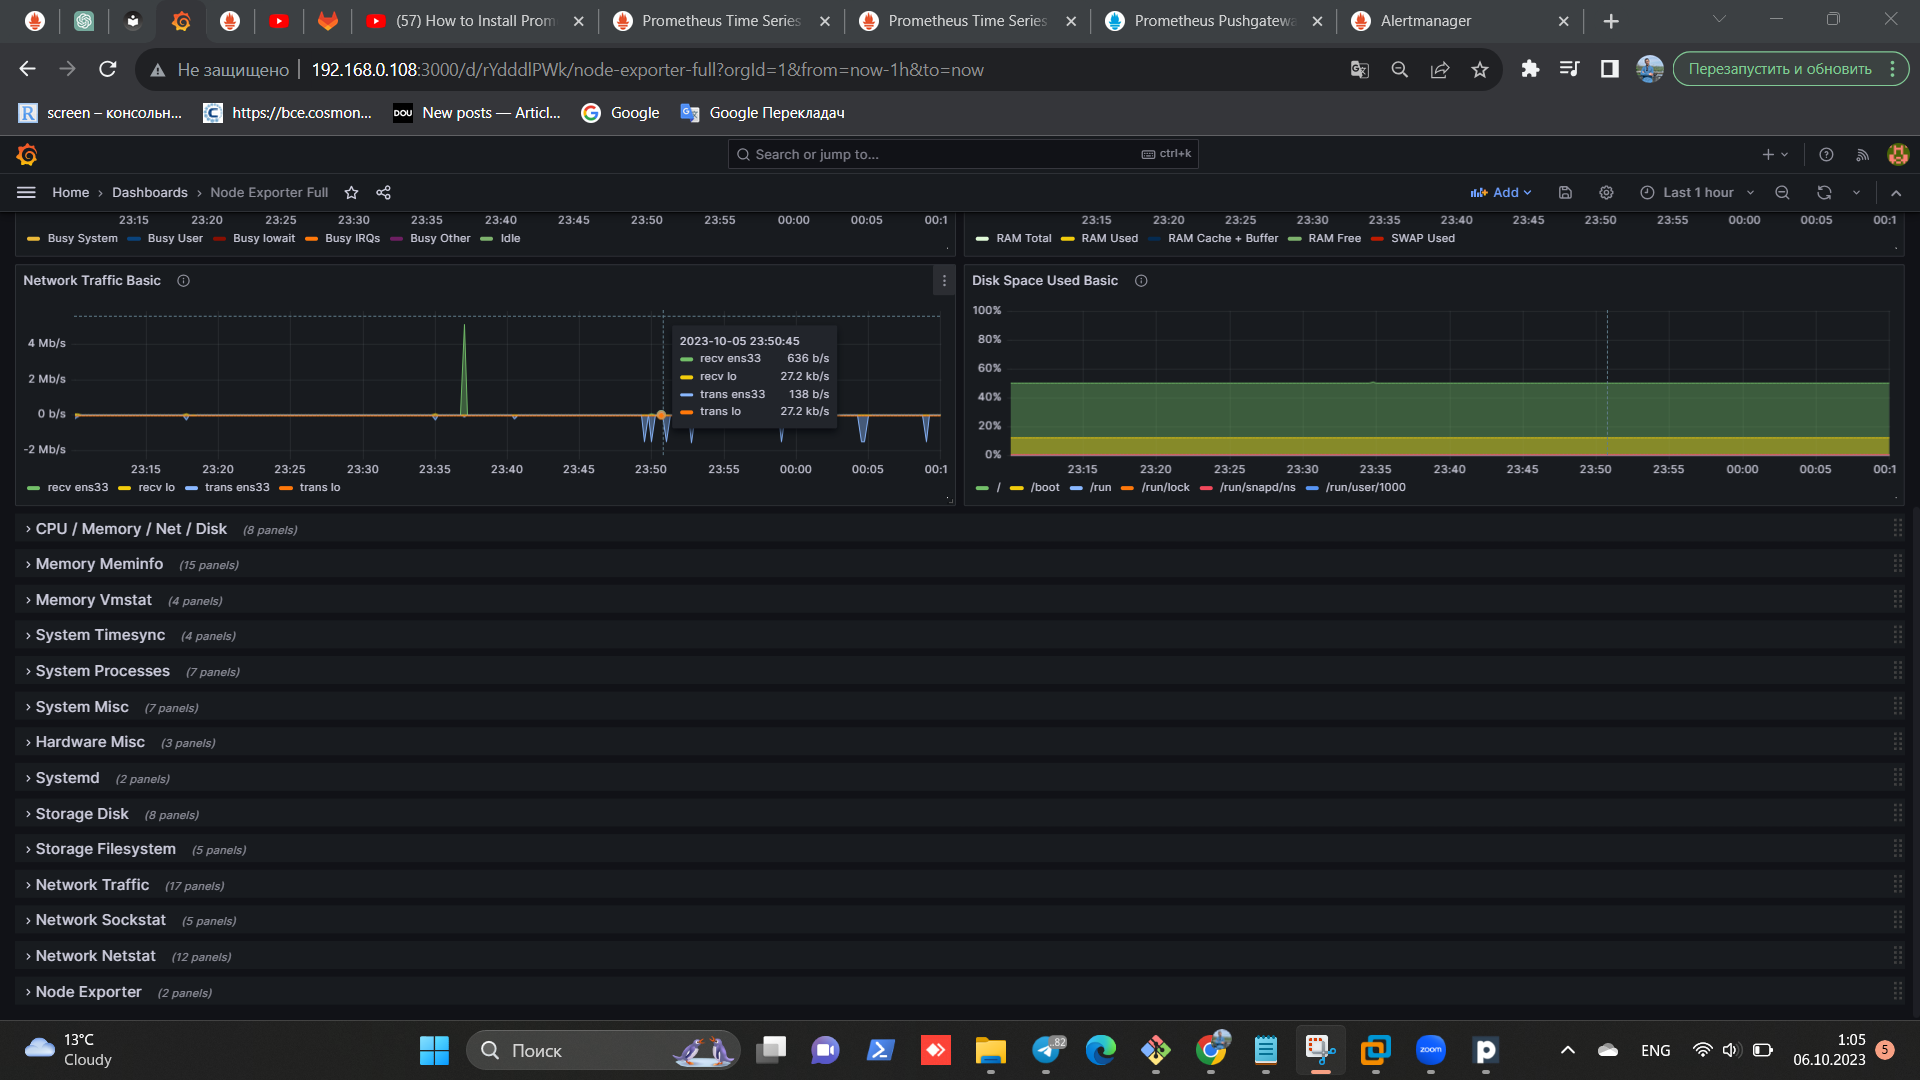 (57) How to Install Prom
Prometheus Time Series
Prometheus Time Series
Prometheus Pushgatewa
Alertmanager
Не защищено
192.168.0.108:3000/d/rYdddlPWk/node-exporter-full?orgId=1&from=now-1h&to=now
Перезапустить и обновить
screen – консольн...
https://bce.cosmon...
DOU New posts — Articl...
Google
Google Перекладач
Search or jump to...
ctrl+k
Home › Dashboards › Node Exporter Full
Add
Last 1 hour
23:15 23:20 23:25 23:30 23:35 23:40 23:45 23:50 23:55 00:00 00:05 00:1
Busy System Busy User Busy Iowait Busy IRQs Busy Other Idle
23:15 23:20 23:25 23:30 23:35 23:40 23:45 23:50 23:55 00:00 00:05 00:1
RAM Total RAM Used RAM Cache + Buffer RAM Free SWAP Used
Network Traffic Basic
4 Mb/s
2 Mb/s
0 b/s
-2 Mb/s
2023-10-05 23:50:45
recv ens33 636 b/s
recv lo 27.2 kb/s
trans ens33 138 b/s
trans lo 27.2 kb/s
23:15 23:20 23:25 23:30 23:35 23:40 23:45 23:50 23:55 00:00 00:05 00:1
recv ens33 recv lo trans ens33 trans lo
Disk Space Used Basic
100%
80%
60%
40%
20%
0%
23:15 23:20 23:25 23:30 23:35 23:40 23:45 23:50 23:55 00:00 00:05 00:1
/ /boot /run /run/lock /run/snapd/ns /run/user/1000
CPU / Memory / Net / Disk (8 panels)
Memory Meminfo (15 panels)
Memory Vmstat (4 panels)
System Timesync (4 panels)
System Processes (7 panels)
System Misc (7 panels)
Hardware Misc (3 panels)
Systemd (2 panels)
Storage Disk (8 panels)
Storage Filesystem (5 panels)
Network Traffic (17 panels)
Network Sockstat (5 panels)
Network Netstat (12 panels)
Node Exporter (2 panels)
13°C
Cloudy
Поиск
82
zoom
ENG
1:05
06.10.2023
5